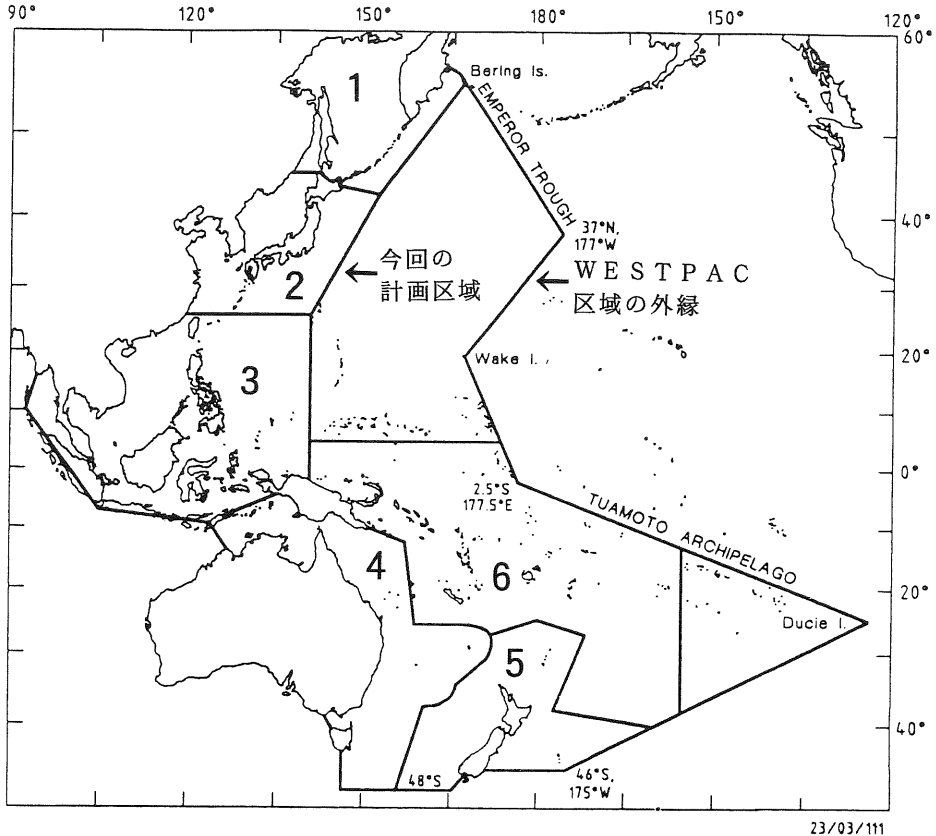 90° 120° 150° 180° 150° 120°
60°
1
Bering Is.
EMPEROR TROUGH
37°N,
177°W
40°
今回の
計画区域
WESTPAC
区域の外縁
2
Wake I.
20°
3
0°
2.5°S
177.5°E
TUAMOTO ARCHIPELAGO
4
6
20°
Ducie I.
5
40°
48°S
46°S,
175°W
23/03/111